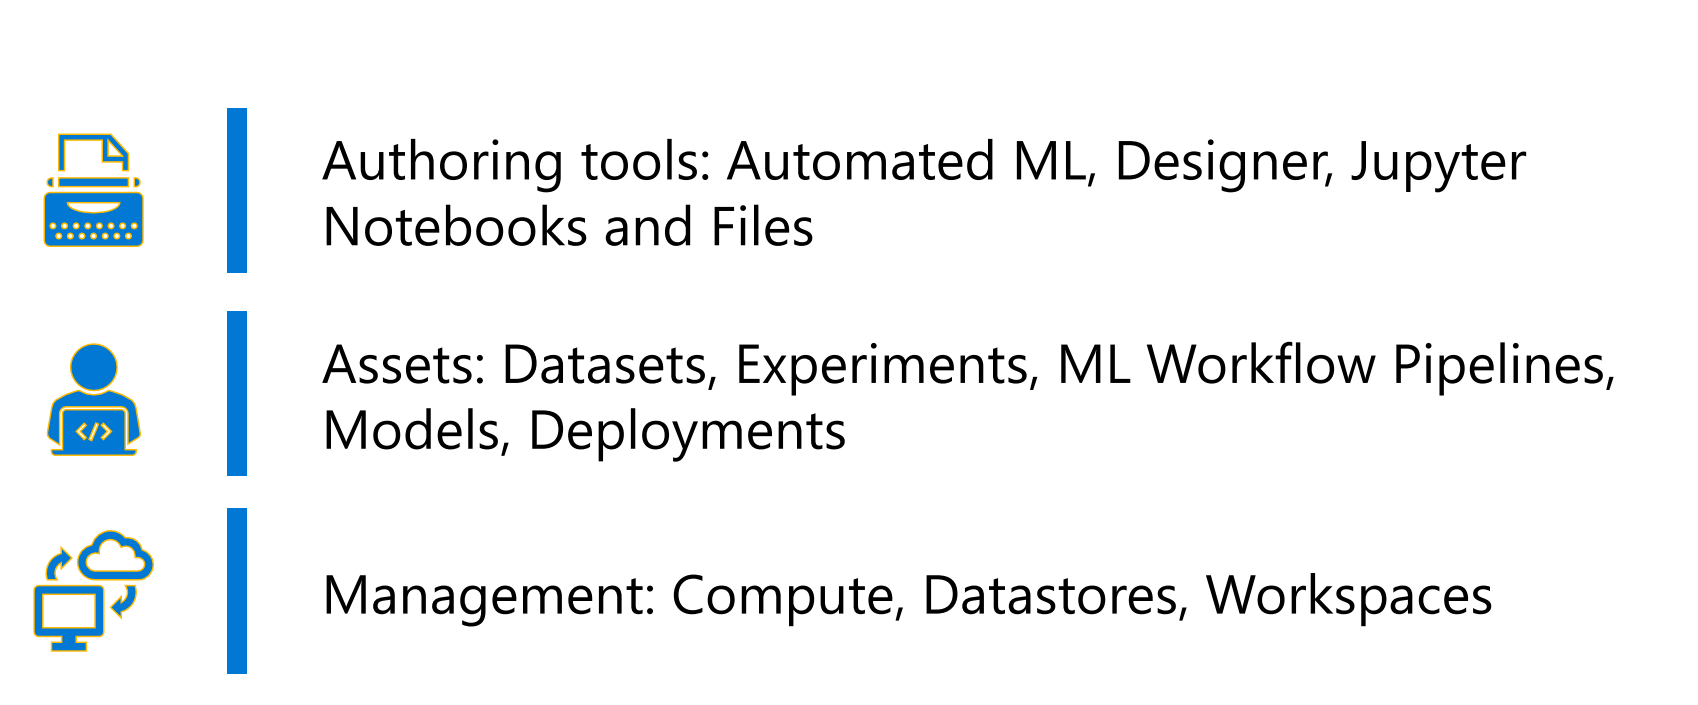 Authoring tools: Automated ML, Designer, Jupyter
Notebooks and Files
Assets: Datasets, Experiments, ML Workflow Pipelines,
Models, Deployments
Management: Compute, Datastores, Workspaces